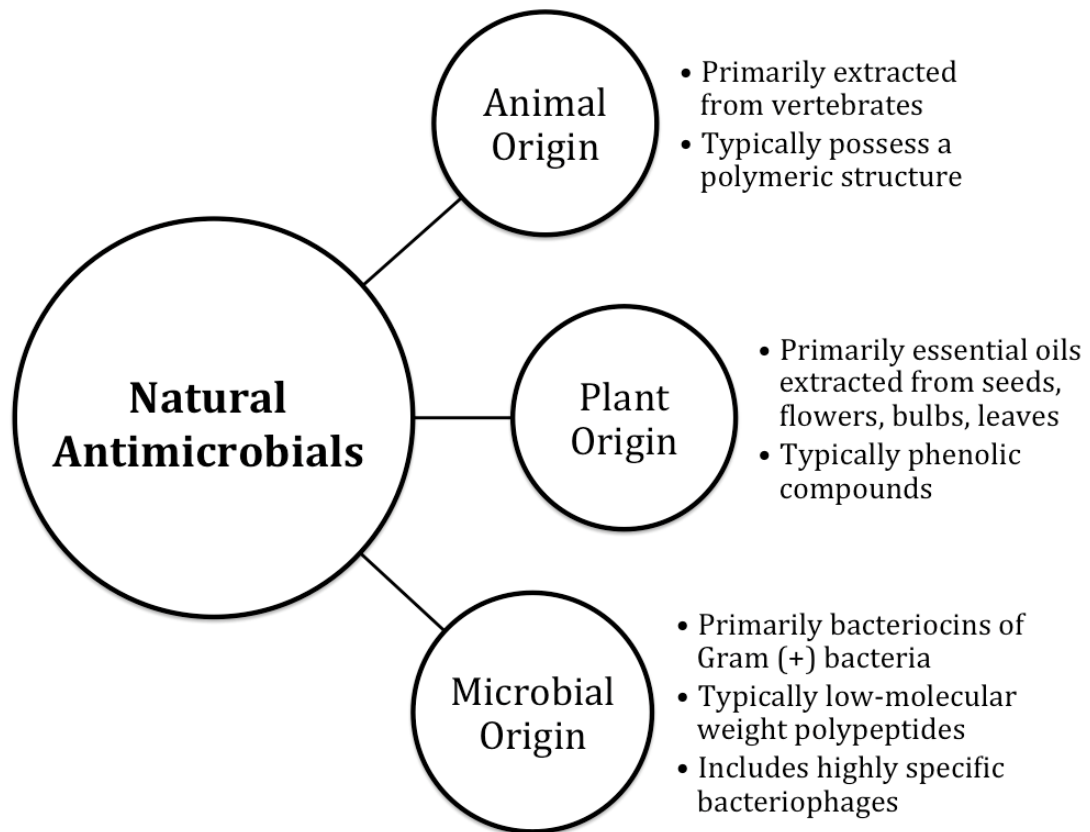 Natural
Antimicrobials
Animal
Origin
• Primarily extracted
from vertebrates
• Typically possess a
polymeric structure
Plant
Origin
• Primarily essential oils
extracted from seeds,
flowers, bulbs, leaves
• Typically phenolic
compounds
Microbial
Origin
• Primarily bacteriocins of
Gram (+) bacteria
• Typically low-molecular
weight polypeptides
• Includes highly specific
bacteriophages